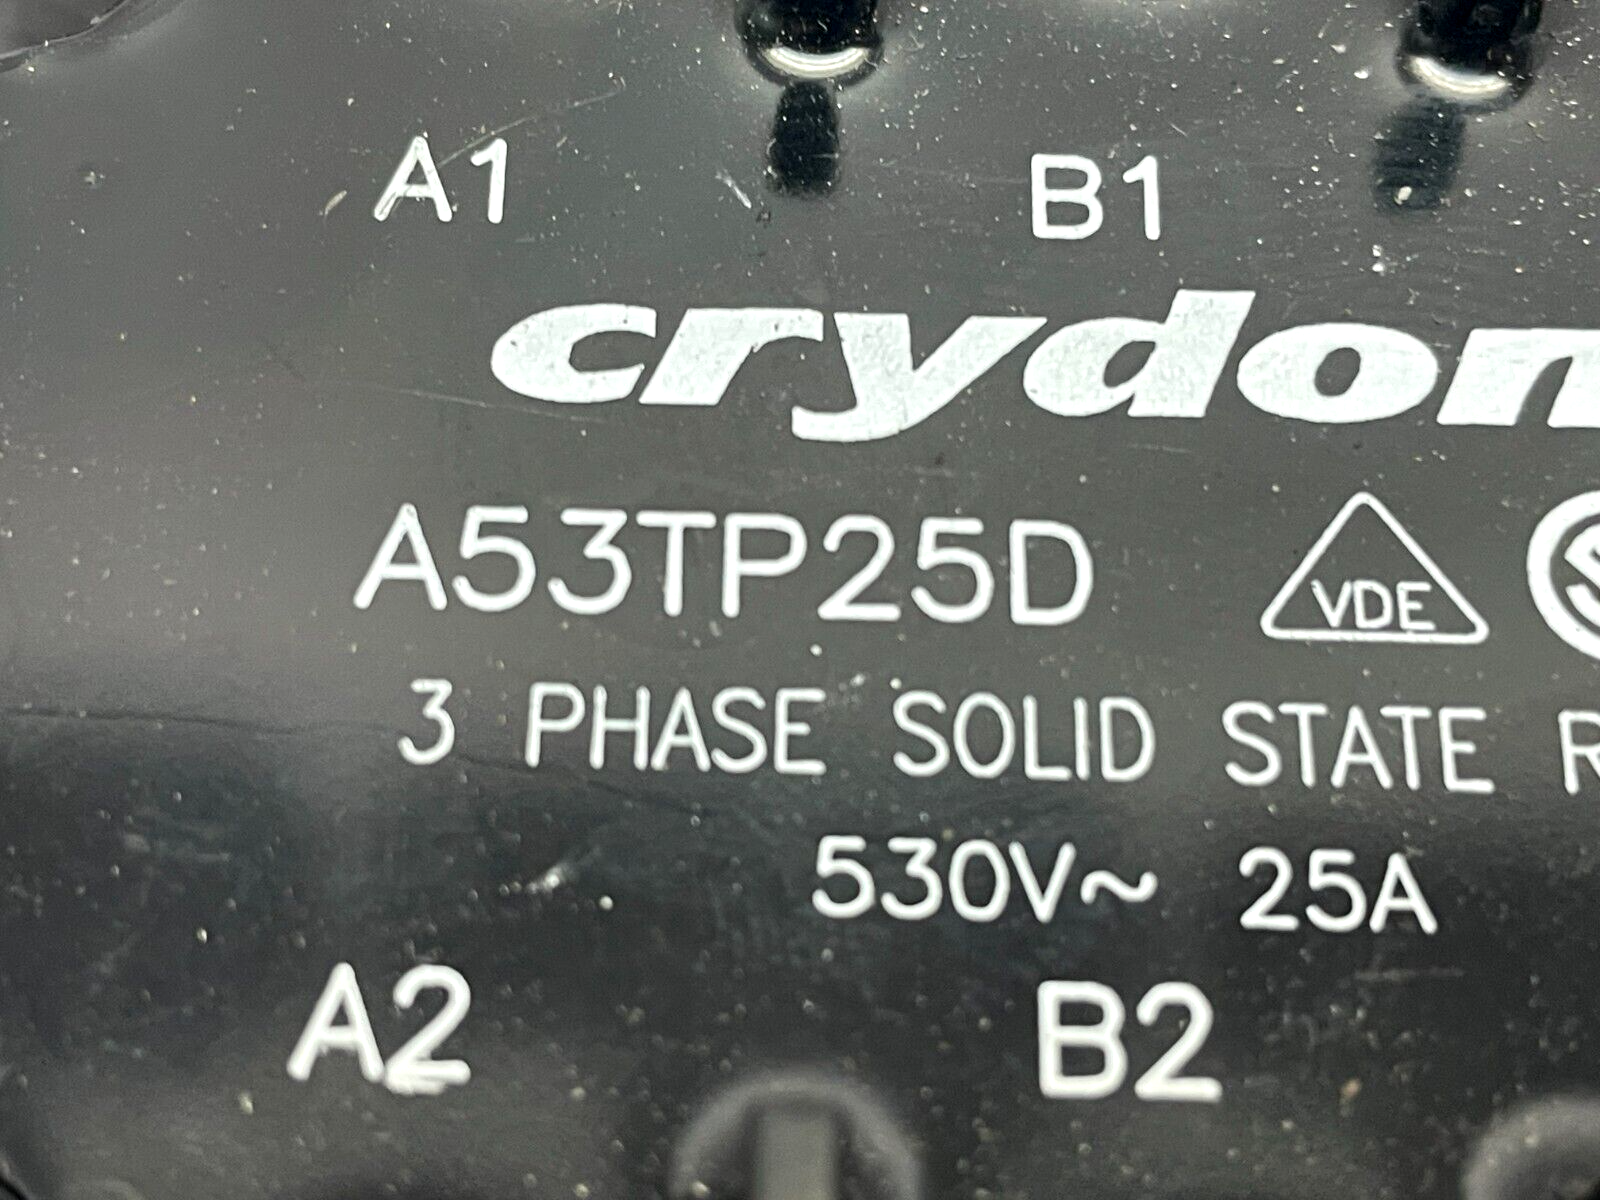 A1 B1
crydom
A53TP25D VDE
3 PHASE SOLID STATE R
530V~ 25A
A2 B2